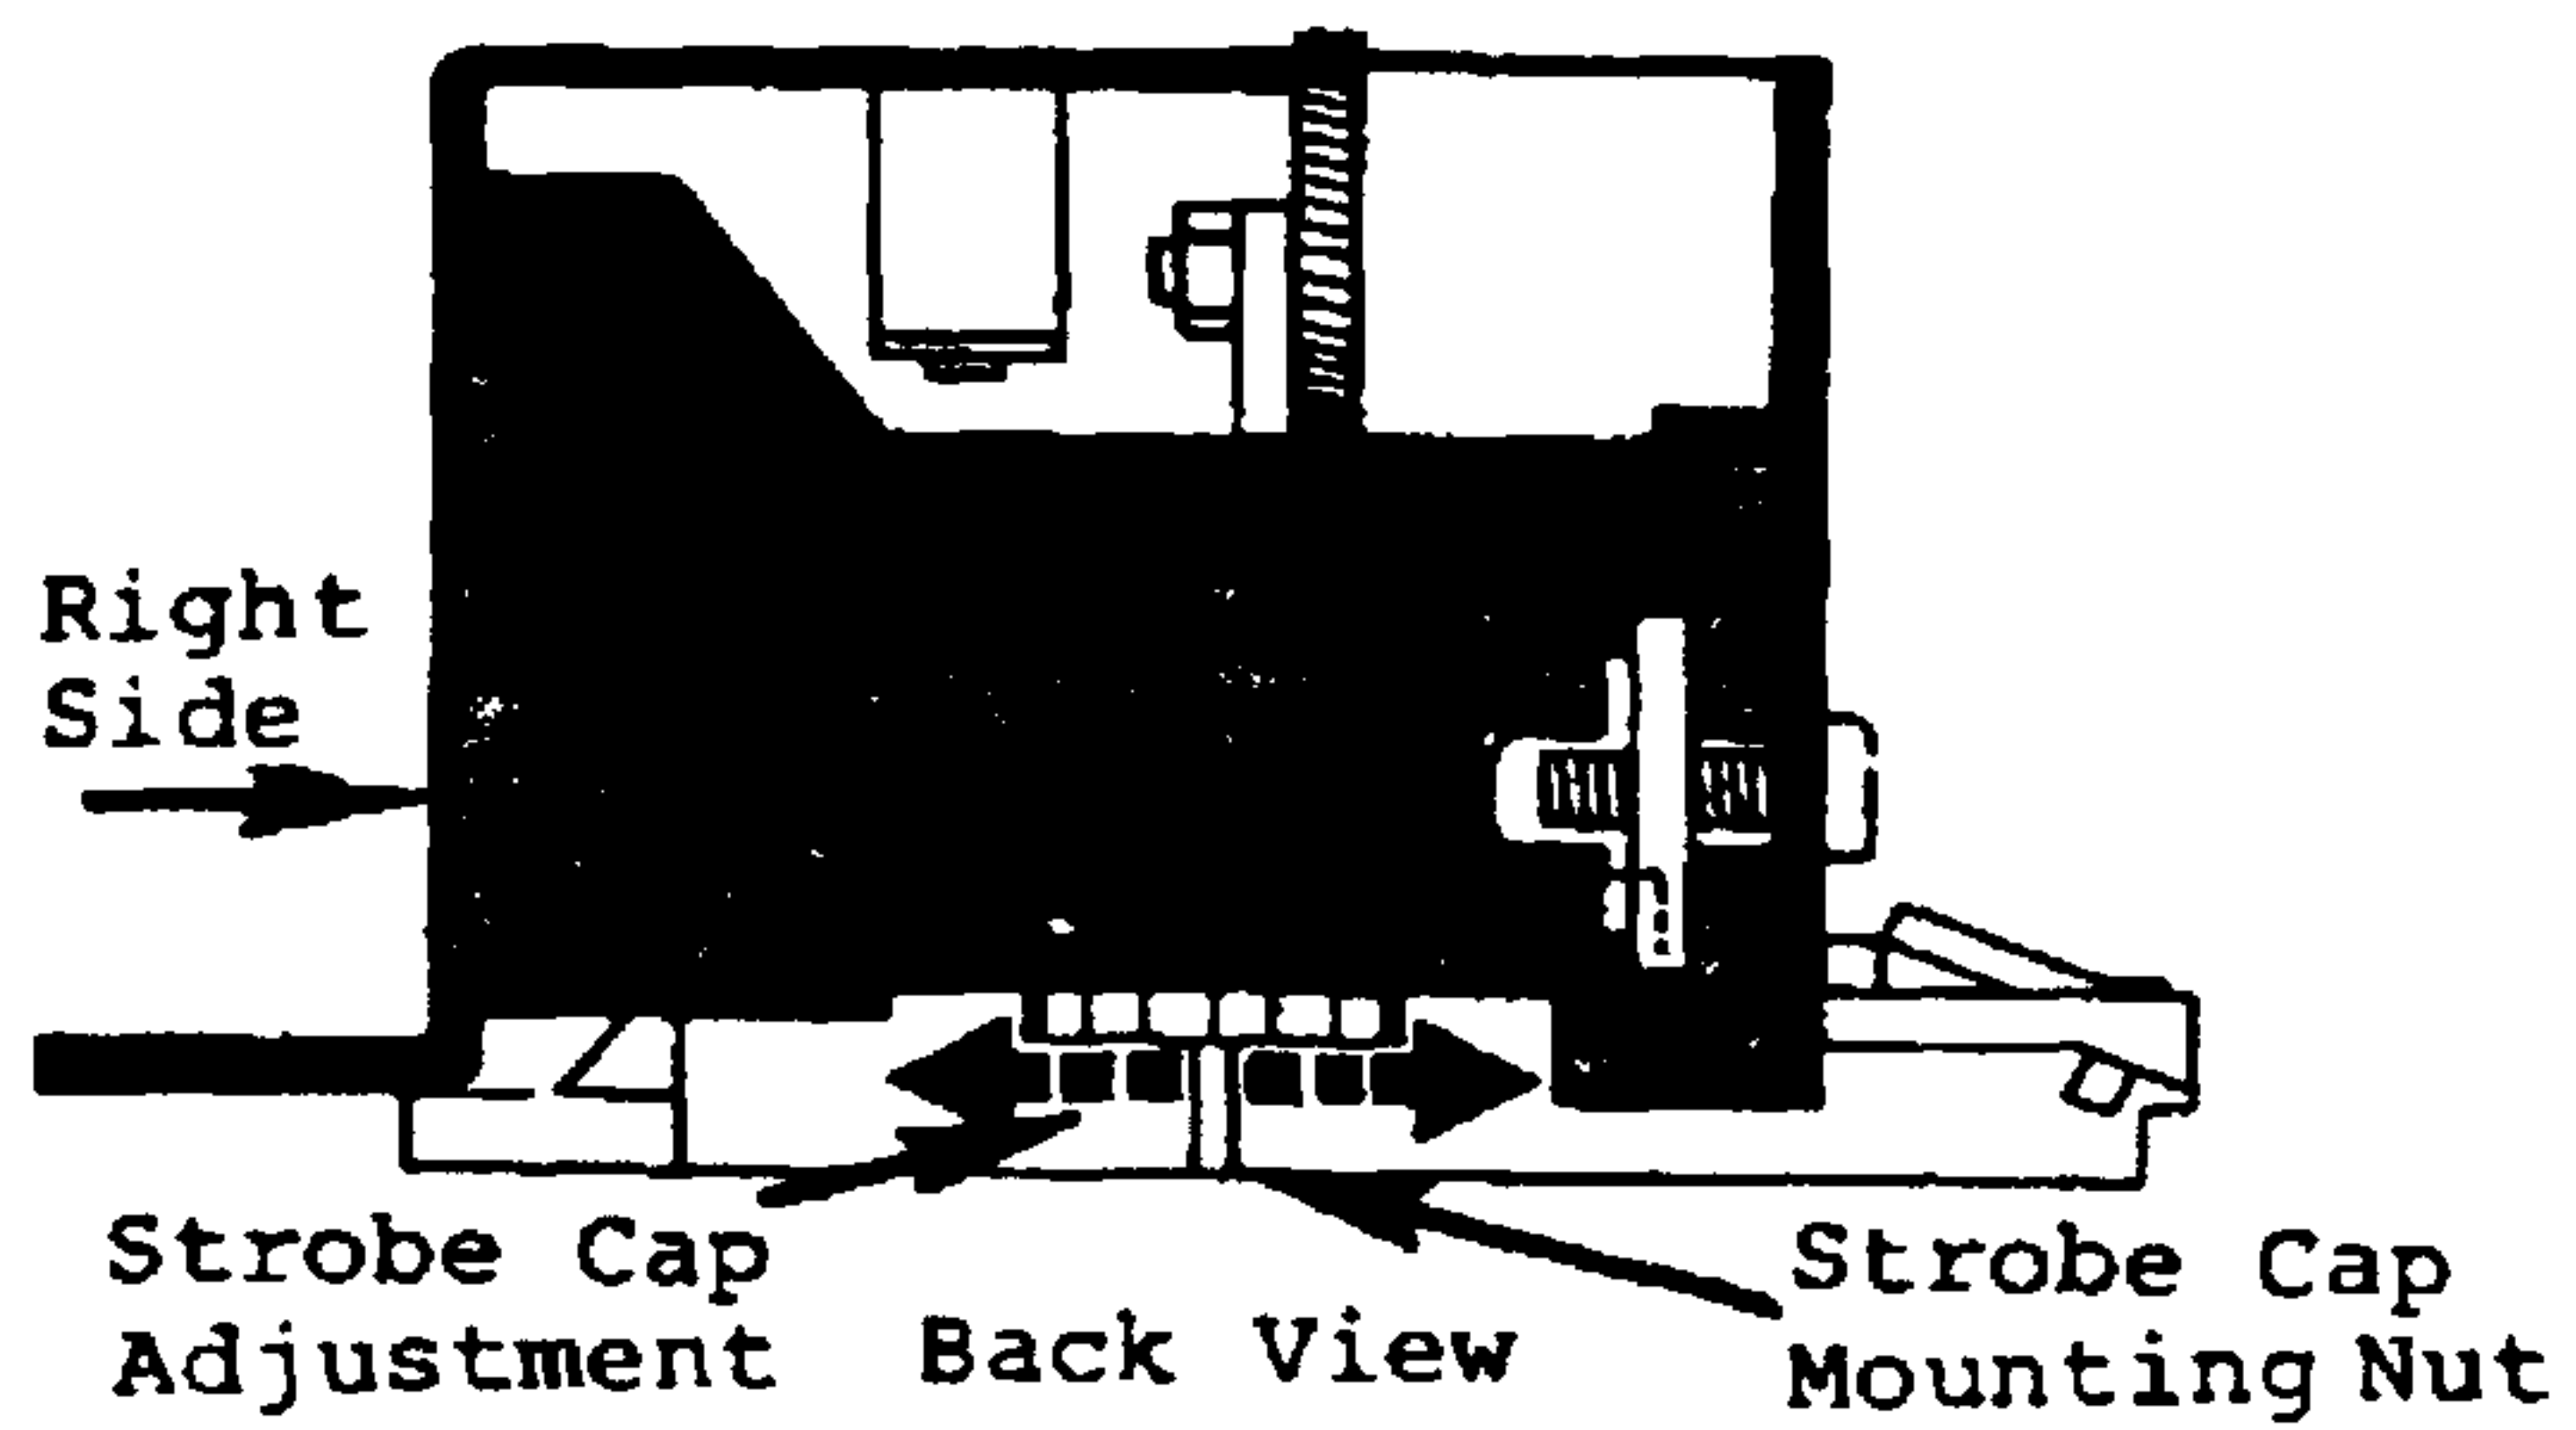 Right
Side
Strobe Cap
Adjustment
Back View
Strobe Cap
Mounting Nut